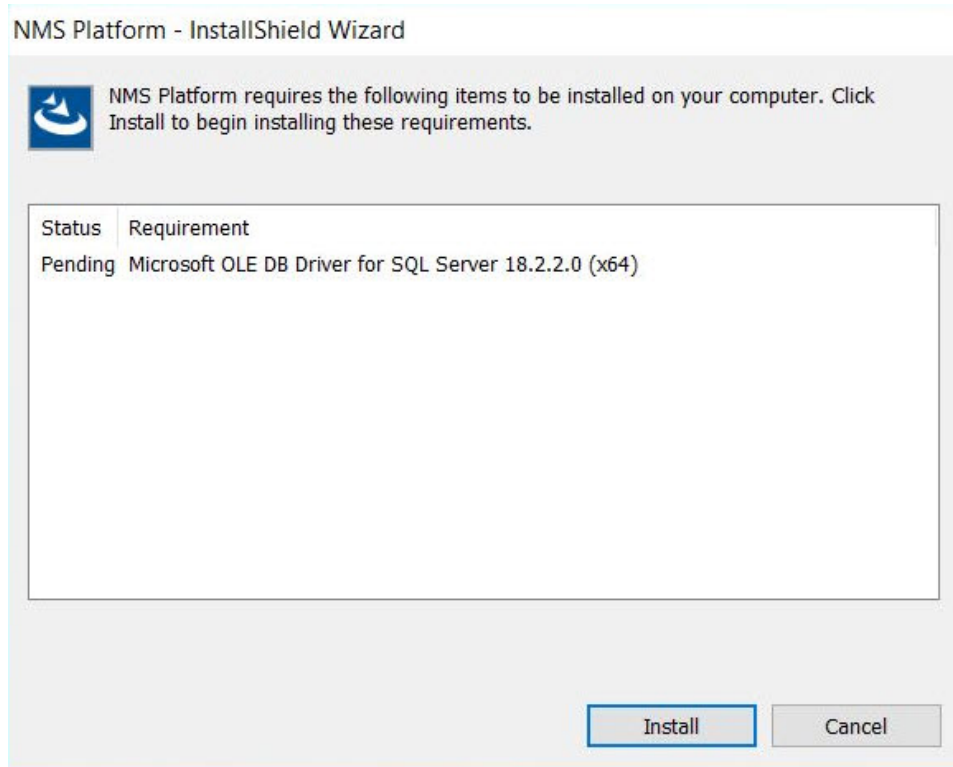 NMS Platform - InstallShield Wizard
NMS Platform requires the following items to be installed on your computer. Click
Install to begin installing these requirements.
Status Requirement
Pending Microsoft OLE DB Driver for SQL Server 18.2.2.0 (x64)
Install Cancel